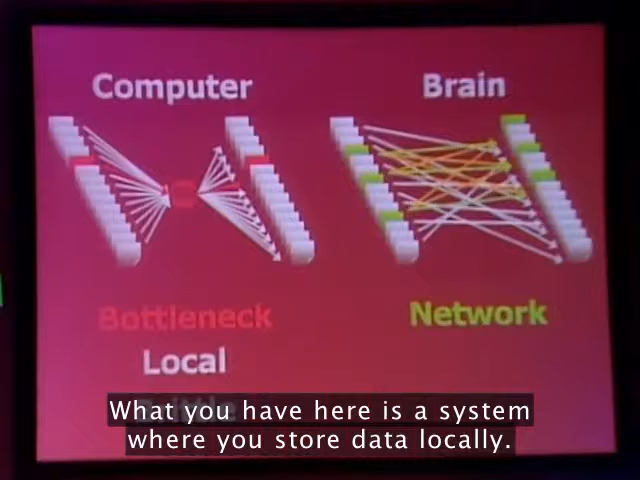 Computer
Brain
Bottleneck
Network
Local
What you have here is a system
where you store data locally.